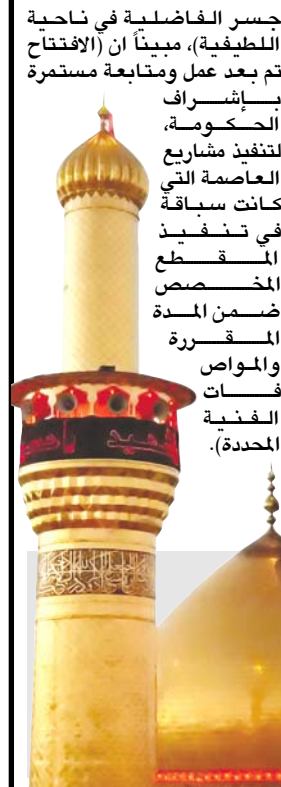 جسر الفاضلية في ناحية
اللطيفية)، مبيناً ان (الافتتاح
تم بعد عمل ومتابعة مستمرة
بإشراف
الحكومة،
لتنفيذ مشاريع
العاصمة التي
كانت سباقة
في تنفيذ
المقطع
المخصص
ضمن المدة
المقررة
والمواص
فات
الفنية
المحددة).